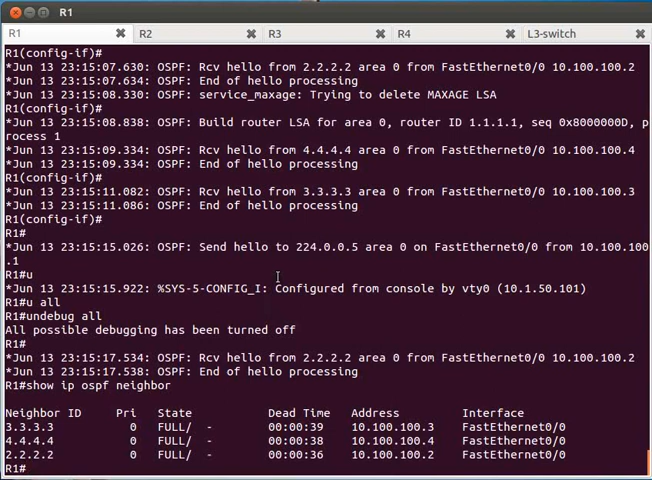 R1
R1
R2
R3
R4
L3-switch
R1(config-if)#
*Jun 13 23:15:07.630: OSPF: Rcv hello from 2.2.2.2 area 0 from FastEthernet0/0 10.100.100.2
*Jun 13 23:15:07.634: OSPF: End of hello processing
*Jun 13 23:15:08.330: OSPF: service_maxage: Trying to delete MAXAGE LSA
R1(config-if)#
*Jun 13 23:15:08.838: OSPF: Build router LSA for area 0, router ID 1.1.1.1, seq 0x8000000D, p
rocess 1
*Jun 13 23:15:09.334: OSPF: Rcv hello from 4.4.4.4 area 0 from FastEthernet0/0 10.100.100.4
*Jun 13 23:15:09.334: OSPF: End of hello processing
R1(config-if)#
*Jun 13 23:15:11.082: OSPF: Rcv hello from 3.3.3.3 area 0 from FastEthernet0/0 10.100.100.3
*Jun 13 23:15:11.086: OSPF: End of hello processing
R1(config-if)#
R1#
*Jun 13 23:15:15.026: OSPF: Send hello to 224.0.0.5 area 0 on FastEthernet0/0 from 10.100.100
.1
R1#u
*Jun 13 23:15:15.922: %SYS-5-CONFIG_I: Configured from console by vty0 (10.1.50.101)
R1#u all
R1#undebug all
All possible debugging has been turned off
R1#
*Jun 13 23:15:17.534: OSPF: Rcv hello from 2.2.2.2 area 0 from FastEthernet0/0 10.100.100.2
*Jun 13 23:15:17.538: OSPF: End of hello processing
R1#show ip ospf neighbor
Neighbor ID Pri State Dead Time Address Interface
3.3.3.3 0 FULL/ - 00:00:39 10.100.100.3 FastEthernet0/0
4.4.4.4 0 FULL/ - 00:00:38 10.100.100.4 FastEthernet0/0
2.2.2.2 0 FULL/ - 00:00:36 10.100.100.2 FastEthernet0/0
R1#